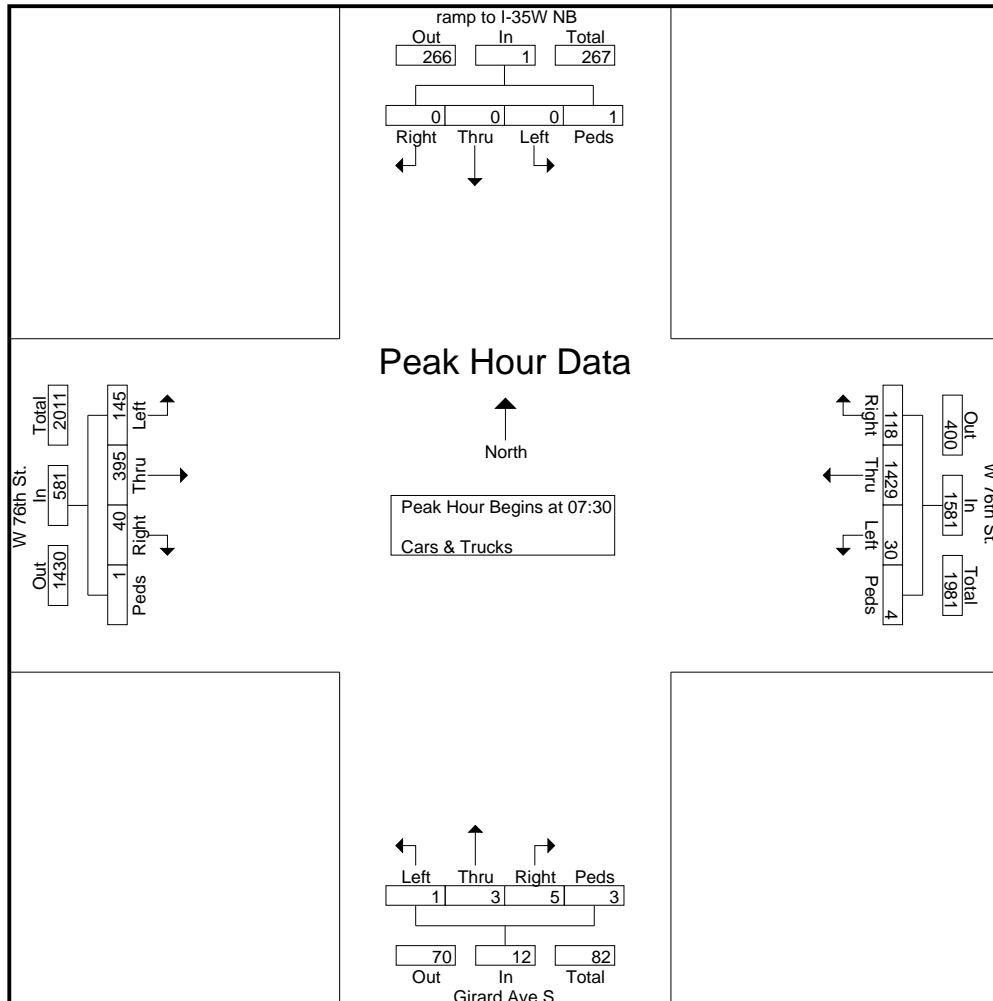 ramp to I-35W NB
Out In Total
266 1 267
0 0 0 1
Right Thru Left Peds
Peak Hour Data
North
Peak Hour Begins at 07:30
Cars & Trucks
W 76th St.
Total In Out
2011 581 1430
145 395 40 1
Left Thru Right Peds
Right Thru Left Peds
118 1429 30 4
400 1581 1981
Out In Total
W 76th St.
Left Thru Right Peds
1 3 5 3
70 12 82
Out In Total
Girard Ave S